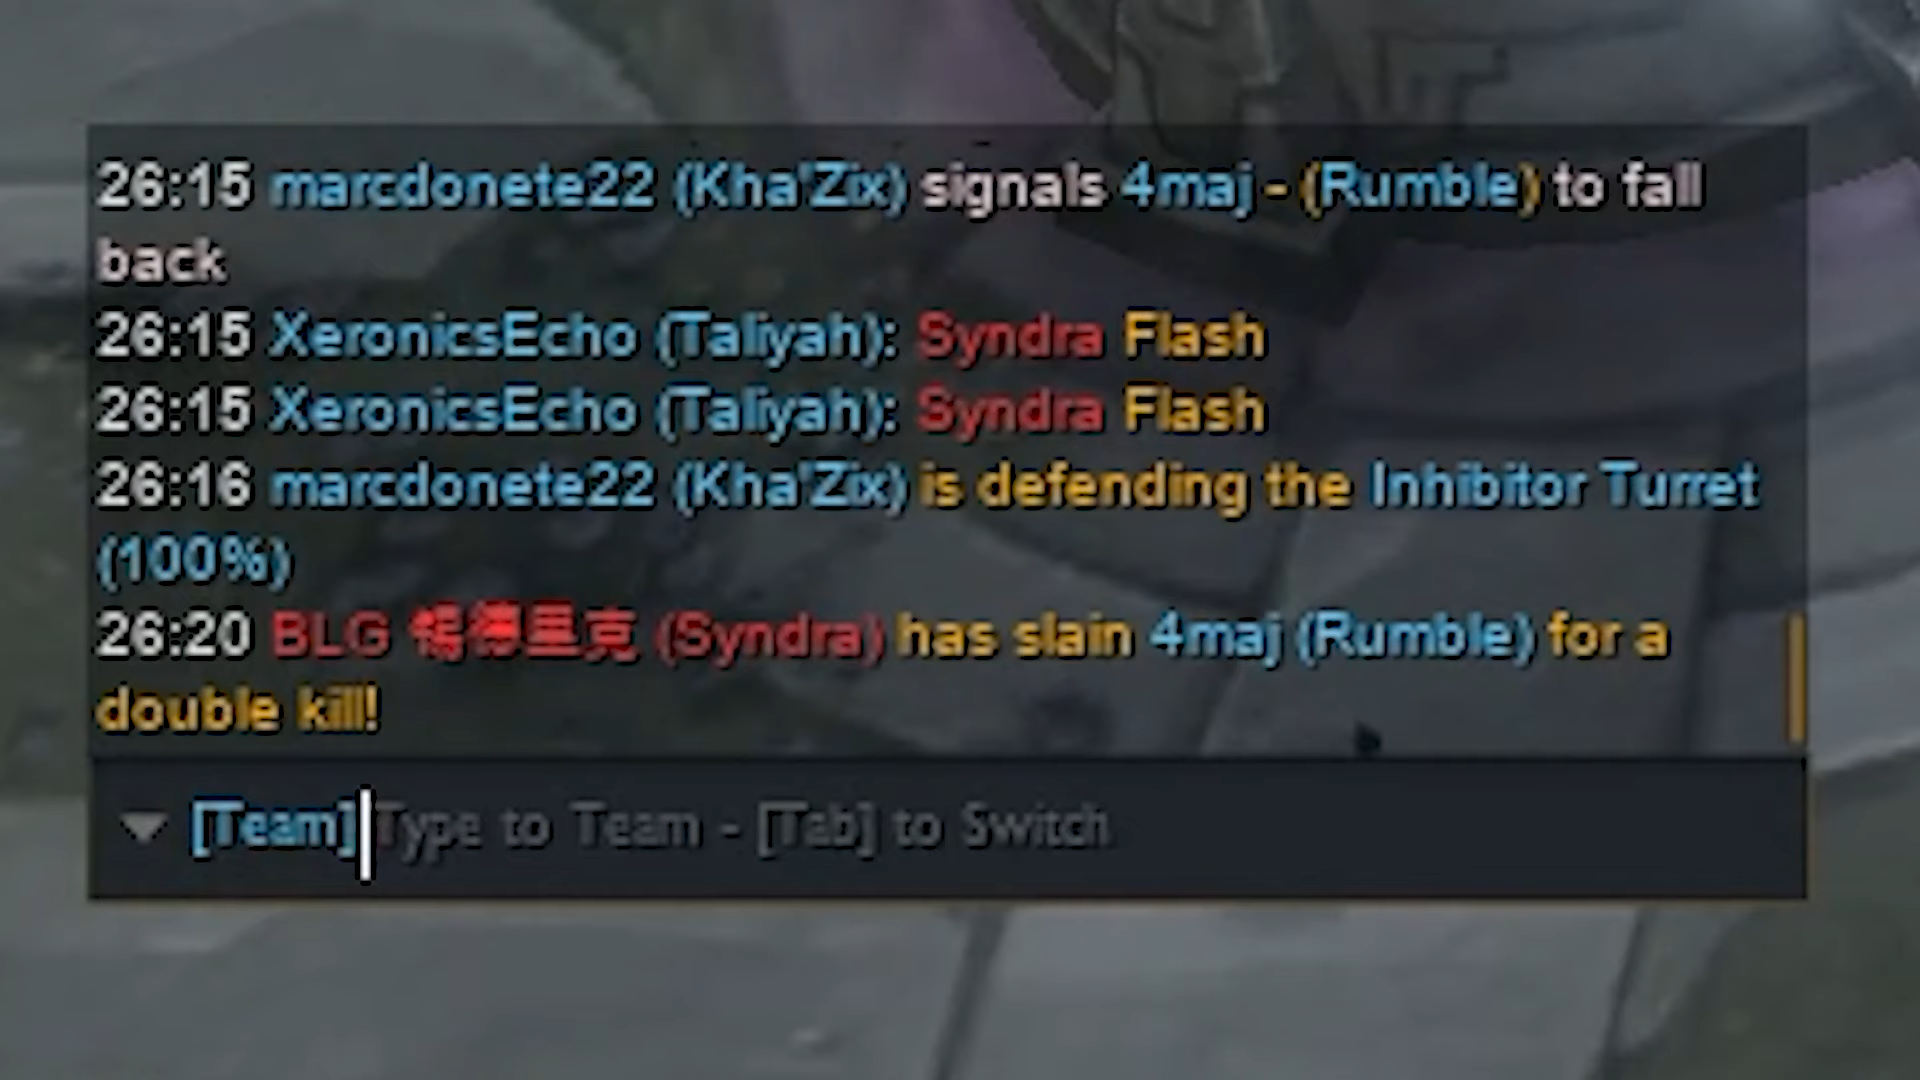 26:15 marcdonete22 (Kha'Zix) signals 4maj - (Rumble) to fall
back
26:15 XeronicsEcho (Taliyah): Syndra Flash
26:15 XeronicsEcho (Taliyah): Syndra Flash
26:16 marcdonete22 (Kha'Zix) is defending the Inhibitor Turret
(100%)
26:20 BLG (Syndra) has slain 4maj (Rumble) for a
double kill!
[Team] Type to Team - [Tab] to Switch